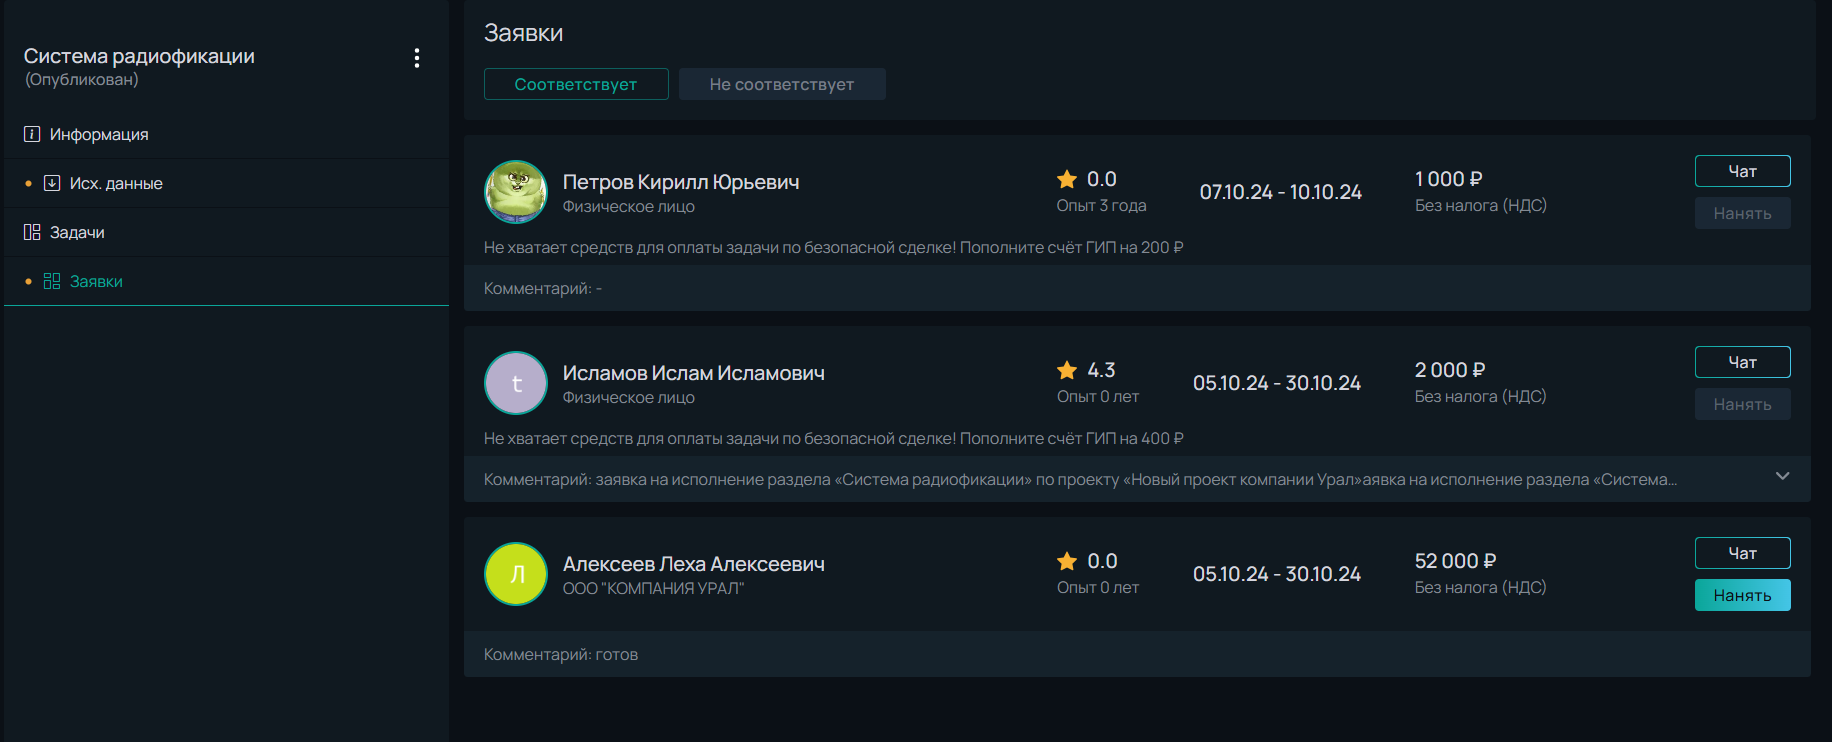 Система радиофикации
(Опубликован)
Информация
Исх. данные
Задачи
Заявки
Заявки
Соответствует
Не соответствует
Петров Кирилл Юрьевич
Физическое лицо
0.0
Опыт 3 года
07.10.24 - 10.10.24
1 000 ₽
Без налога (НДС)
Чат
Нанять
Не хватает средств для оплаты задачи по безопасной сделке! Пополните счёт ГИП на 200 ₽
Комментарий: -
t
Исламов Ислам Исламович
Физическое лицо
4.3
Опыт 0 лет
05.10.24 - 30.10.24
2 000 ₽
Без налога (НДС)
Чат
Нанять
Не хватает средств для оплаты задачи по безопасной сделке! Пополните счёт ГИП на 400 ₽
Комментарий: заявка на исполнение раздела «Система радиофикации» по проекту «Новый проект компании Урал»аявка на исполнение раздела «Система...
Л
Алексеев Леха Алексеевич
ООО "КОМПАНИЯ УРАЛ"
0.0
Опыт 0 лет
05.10.24 - 30.10.24
52 000 ₽
Без налога (НДС)
Чат
Нанять
Комментарий: готов